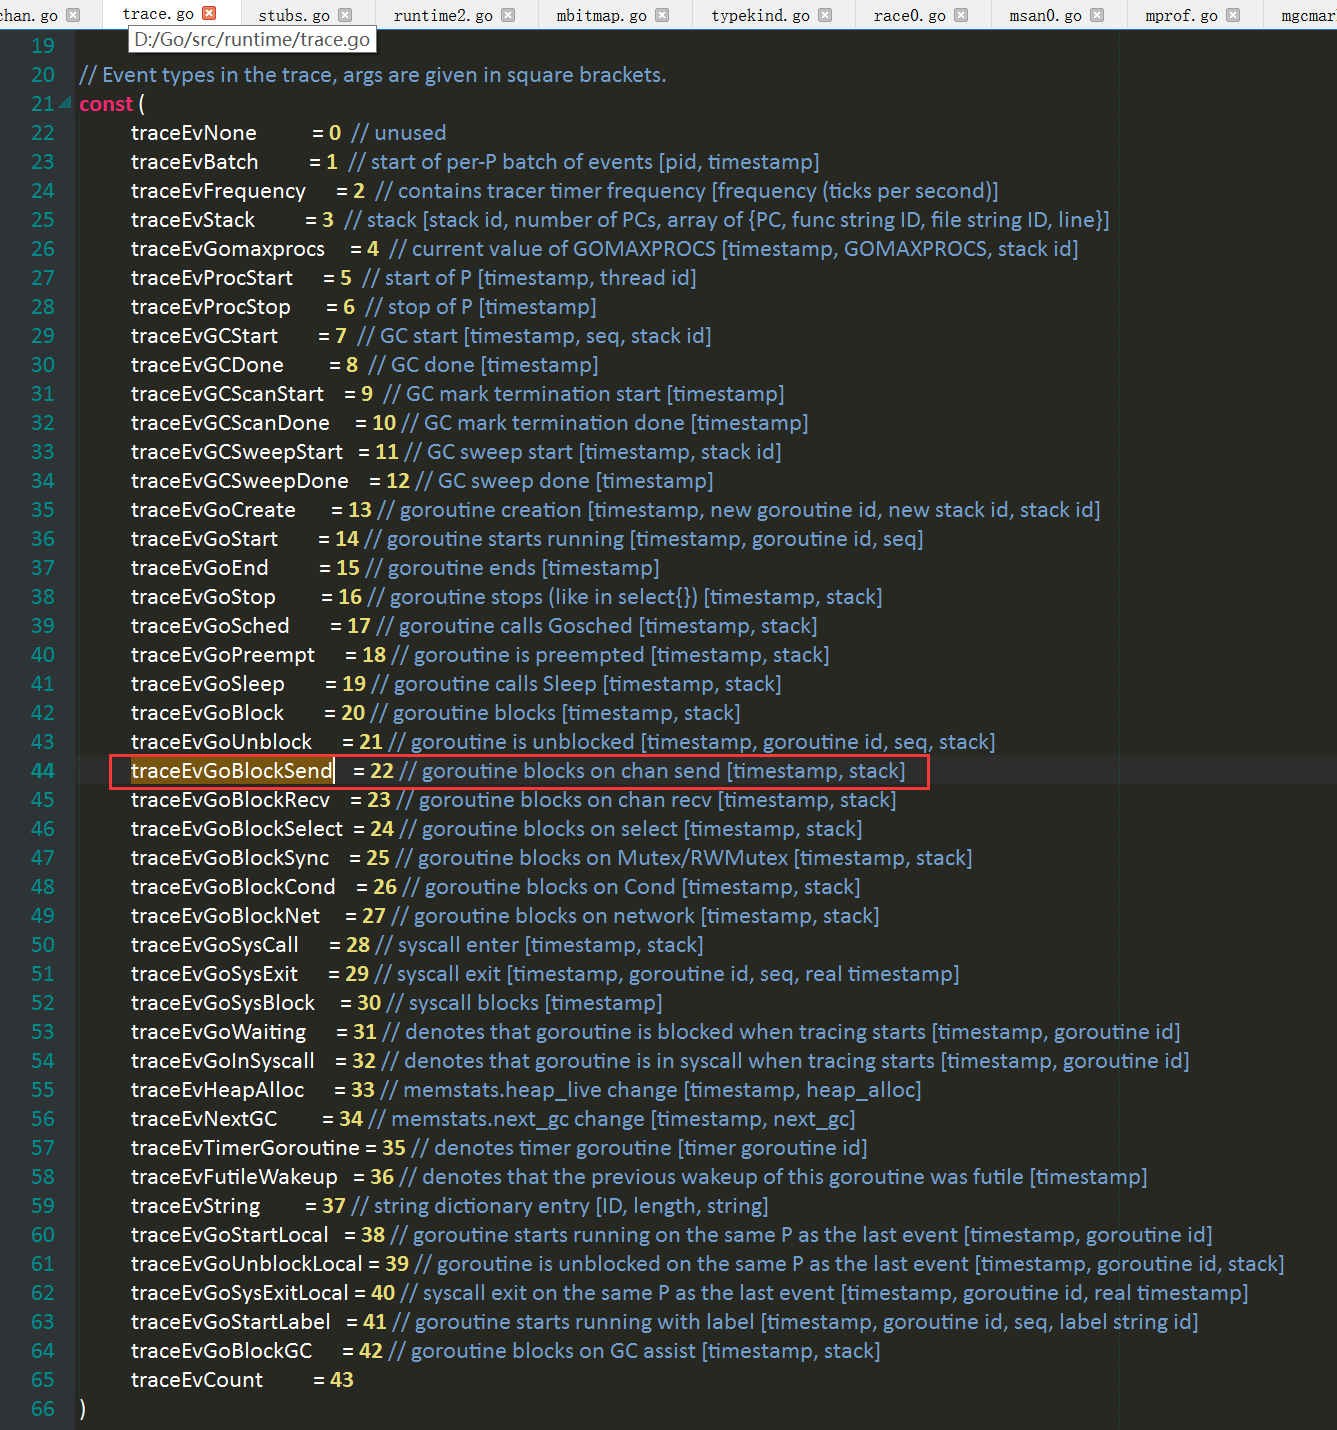 chan.go trace.go stubs.go runtime2.go mbitmap.go typekind.go race0.go msan0.go mprof.go mgcmar
D:/Go/src/runtime/trace.go
19
20 // Event types in the trace, args are given in square brackets.
21 const (
22 traceEvNone = 0 // unused
23 traceEvBatch = 1 // start of per-P batch of events [pid, timestamp]
24 traceEvFrequency = 2 // contains tracer timer frequency [frequency (ticks per second)]
25 traceEvStack = 3 // stack [stack id, number of PCs, array of {PC, func string ID, file string ID, line}]
26 traceEvGomaxprocs = 4 // current value of GOMAXPROCS [timestamp, GOMAXPROCS, stack id]
27 traceEvProcStart = 5 // start of P [timestamp, thread id]
28 traceEvProcStop = 6 // stop of P [timestamp]
29 traceEvGCStart = 7 // GC start [timestamp, seq, stack id]
30 traceEvGCDone = 8 // GC done [timestamp]
31 traceEvGCScanStart = 9 // GC mark termination start [timestamp]
32 traceEvGCScanDone = 10 // GC mark termination done [timestamp]
33 traceEvGCSweepStart = 11 // GC sweep start [timestamp, stack id]
34 traceEvGCSweepDone = 12 // GC sweep done [timestamp]
35 traceEvGoCreate = 13 // goroutine creation [timestamp, new goroutine id, new stack id, stack id]
36 traceEvGoStart = 14 // goroutine starts running [timestamp, goroutine id, seq]
37 traceEvGoEnd = 15 // goroutine ends [timestamp]
38 traceEvGoStop = 16 // goroutine stops (like in select{}) [timestamp, stack]
39 traceEvGoSched = 17 // goroutine calls Gosched [timestamp, stack]
40 traceEvGoPreempt = 18 // goroutine is preempted [timestamp, stack]
41 traceEvGoSleep = 19 // goroutine calls Sleep [timestamp, stack]
42 traceEvGoBlock = 20 // goroutine blocks [timestamp, stack]
43 traceEvGoUnblock = 21 // goroutine is unblocked [timestamp, goroutine id, seq, stack]
44 traceEvGoBlockSend = 22 // goroutine blocks on chan send [timestamp, stack]
45 traceEvGoBlockRecv = 23 // goroutine blocks on chan recv [timestamp, stack]
46 traceEvGoBlockSelect = 24 // goroutine blocks on select [timestamp, stack]
47 traceEvGoBlockSync = 25 // goroutine blocks on Mutex/RWMutex [timestamp, stack]
48 traceEvGoBlockCond = 26 // goroutine blocks on Cond [timestamp, stack]
49 traceEvGoBlockNet = 27 // goroutine blocks on network [timestamp, stack]
50 traceEvGoSysCall = 28 // syscall enter [timestamp, stack]
51 traceEvGoSysExit = 29 // syscall exit [timestamp, goroutine id, seq, real timestamp]
52 traceEvGoSysBlock = 30 // syscall blocks [timestamp]
53 traceEvGoWaiting = 31 // denotes that goroutine is blocked when tracing starts [timestamp, goroutine id]
54 traceEvGoInSyscall = 32 // denotes that goroutine is in syscall when tracing starts [timestamp, goroutine id]
55 traceEvHeapAlloc = 33 // memstats.heap_live change [timestamp, heap_alloc]
56 traceEvNextGC = 34 // memstats.next_gc change [timestamp, next_gc]
57 traceEvTimerGoroutine = 35 // denotes timer goroutine [timer goroutine id]
58 traceEvFutileWakeup = 36 // denotes that the previous wakeup of this goroutine was futile [timestamp]
59 traceEvString = 37 // string dictionary entry [ID, length, string]
60 traceEvGoStartLocal = 38 // goroutine starts running on the same P as the last event [timestamp, goroutine id]
61 traceEvGoUnblockLocal = 39 // goroutine is unblocked on the same P as the last event [timestamp, goroutine id, stack]
62 traceEvGoSysExitLocal = 40 // syscall exit on the same P as the last event [timestamp, goroutine id, real timestamp]
63 traceEvGoStartLabel = 41 // goroutine starts running with label [timestamp, goroutine id, seq, label string id]
64 traceEvGoBlockGC = 42 // goroutine blocks on GC assist [timestamp, stack]
65 traceEvCount = 43
66 )